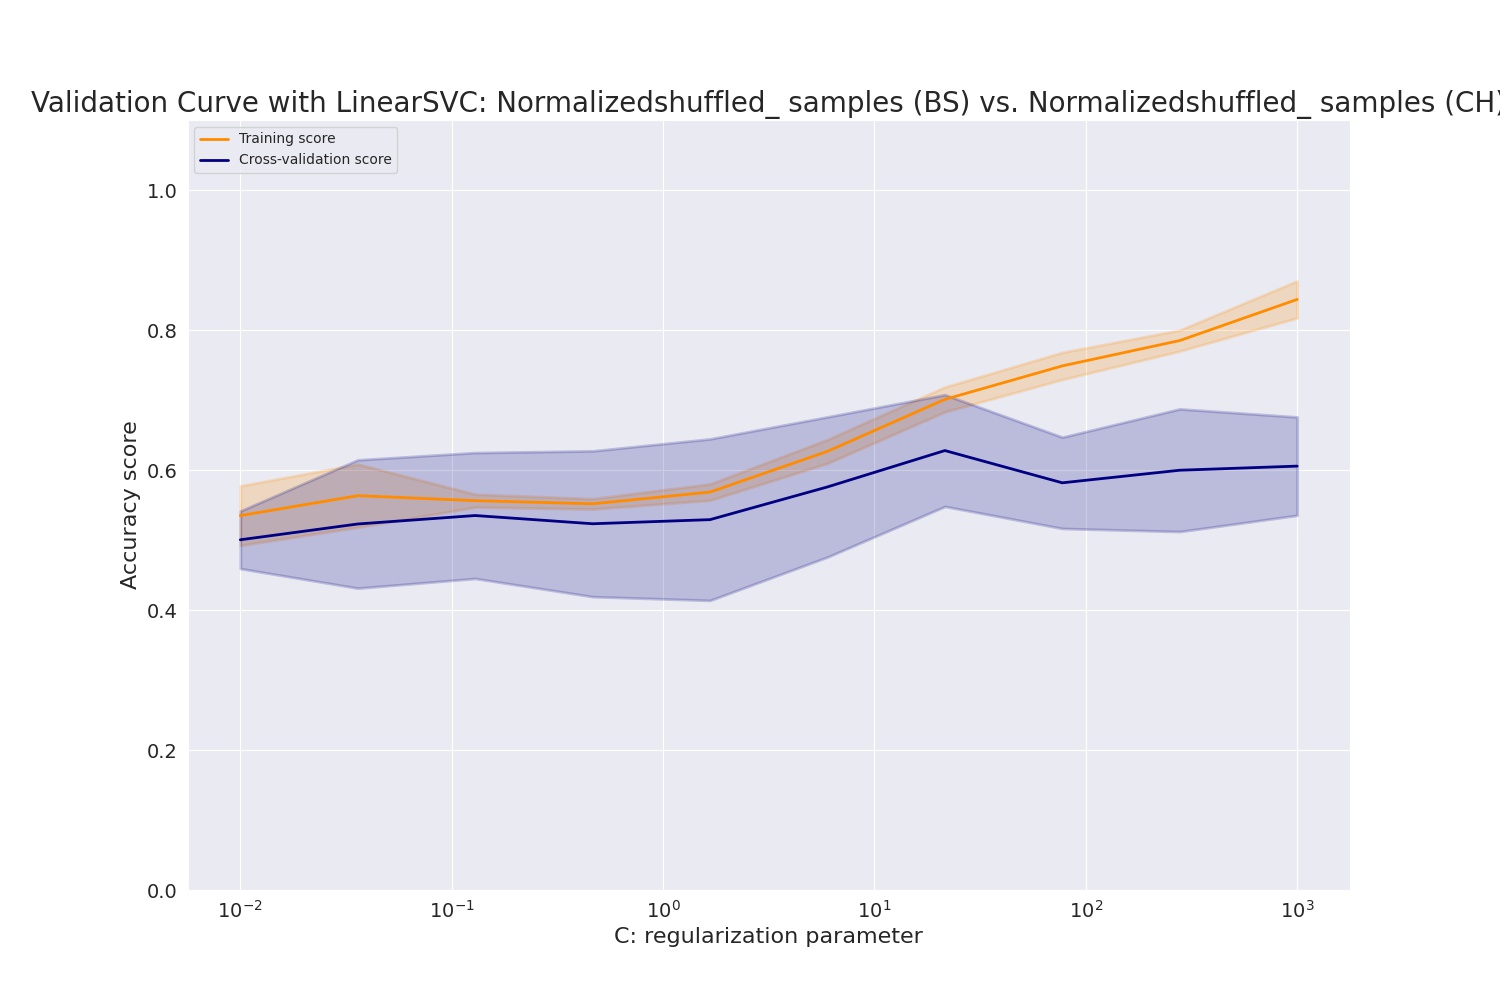 Validation Curve with LinearSVC: Normalizedshuffled_ samples (BS) vs. Normalizedshuffled_ samples (CH)
Training score
Cross-validation score
1.0
0.8
0.6
0.4
0.2
0.0
Accuracy score
10⁻² 10⁻¹ 10⁰ 10¹ 10² 10³
C: regularization parameter